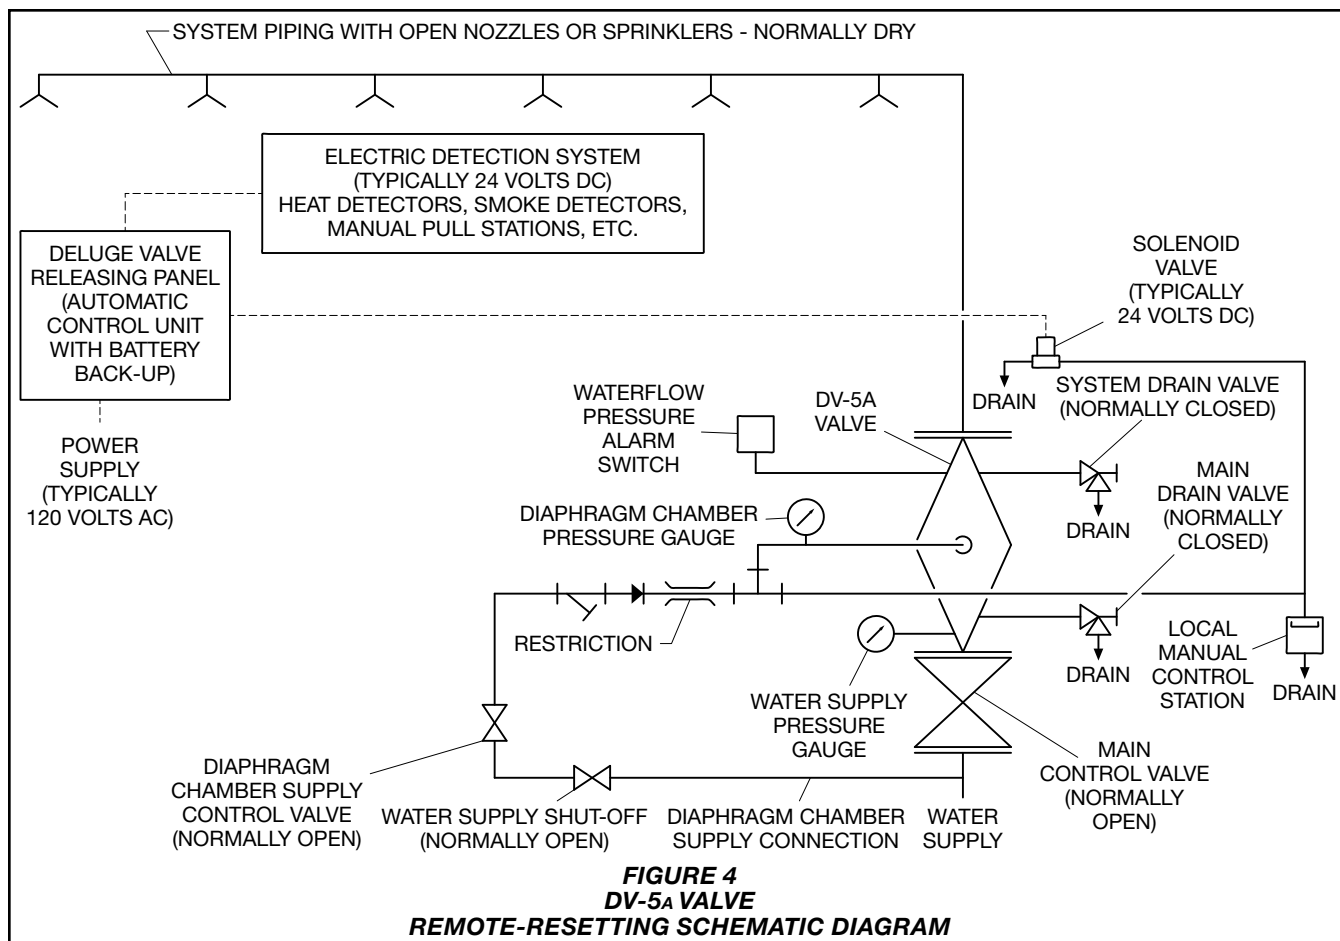 SYSTEM PIPING WITH OPEN NOZZLES OR SPRINKLERS - NORMALLY DRY
ELECTRIC DETECTION SYSTEM
(TYPICALLY 24 VOLTS DC)
HEAT DETECTORS, SMOKE DETECTORS,
MANUAL PULL STATIONS, ETC.
DELUGE VALVE
RELEASING PANEL
(AUTOMATIC
CONTROL UNIT
WITH BATTERY
BACK-UP)
POWER
SUPPLY
(TYPICALLY
120 VOLTS AC)
SOLENOID
VALVE
(TYPICALLY
24 VOLTS DC)
DRAIN
SYSTEM DRAIN VALVE
(NORMALLY CLOSED)
WATERFLOW
PRESSURE
ALARM
SWITCH
DV-5A
VALVE
DRAIN
MAIN
DRAIN VALVE
(NORMALLY
CLOSED)
DIAPHRAGM CHAMBER
PRESSURE GAUGE
RESTRICTION
DRAIN
LOCAL
MANUAL
CONTROL
STATION
DRAIN
WATER SUPPLY
PRESSURE
GAUGE
MAIN
CONTROL VALVE
(NORMALLY
OPEN)
DIAPHRAGM
CHAMBER SUPPLY
CONTROL VALVE
(NORMALLY OPEN)
WATER SUPPLY SHUT-OFF
(NORMALLY OPEN)
DIAPHRAGM CHAMBER
SUPPLY CONNECTION
WATER
SUPPLY
FIGURE 4
DV-5A VALVE
REMOTE-RESETTING SCHEMATIC DIAGRAM